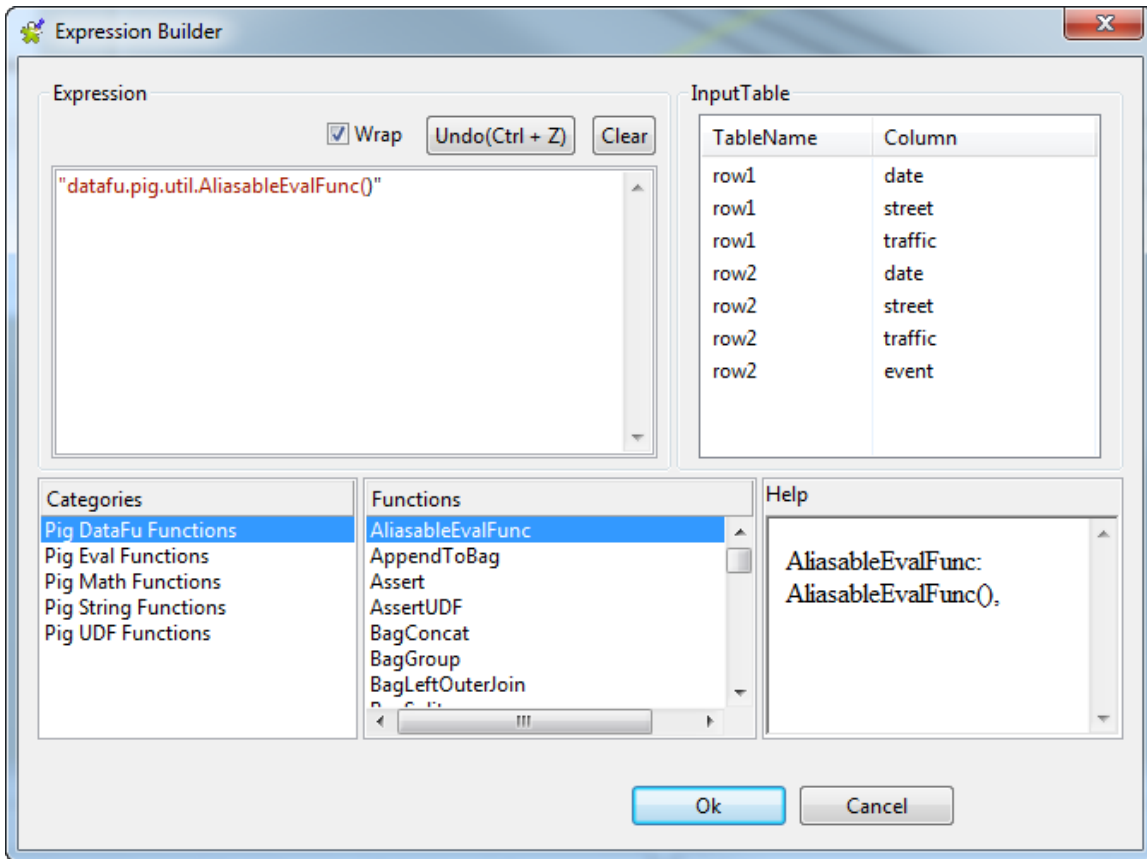 Expression Builder
Expression
Wrap Undo(Ctrl + Z) Clear
"datafu.pig.util.AliasableEvalFunc()"
InputTable
TableName Column
row1 date
row1 street
row1 traffic
row2 date
row2 street
row2 traffic
row2 event
Categories
Pig DataFu Functions
Pig Eval Functions
Pig Math Functions
Pig String Functions
Pig UDF Functions
Functions
AliasableEvalFunc
AppendToBag
Assert
AssertUDF
BagConcat
BagGroup
BagLeftOuterJoin
Help
AliasableEvalFunc:
AliasableEvalFunc(),
Ok Cancel